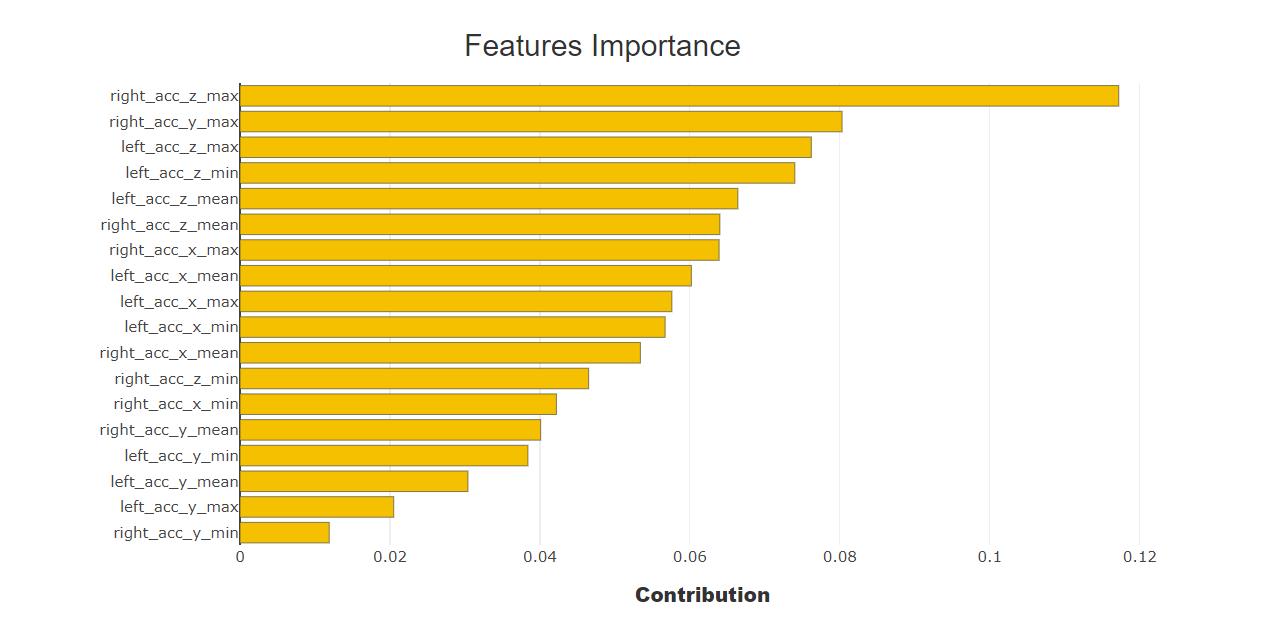 Features Importance
right_acc_z_max
right_acc_y_max
left_acc_z_max
left_acc_z_min
left_acc_z_mean
right_acc_z_mean
right_acc_x_max
left_acc_x_mean
left_acc_x_max
left_acc_x_min
right_acc_x_mean
right_acc_z_min
right_acc_x_min
right_acc_y_mean
left_acc_y_min
left_acc_y_mean
left_acc_y_max
right_acc_y_min
0 0.02 0.04 0.06 0.08 0.1 0.12
Contribution